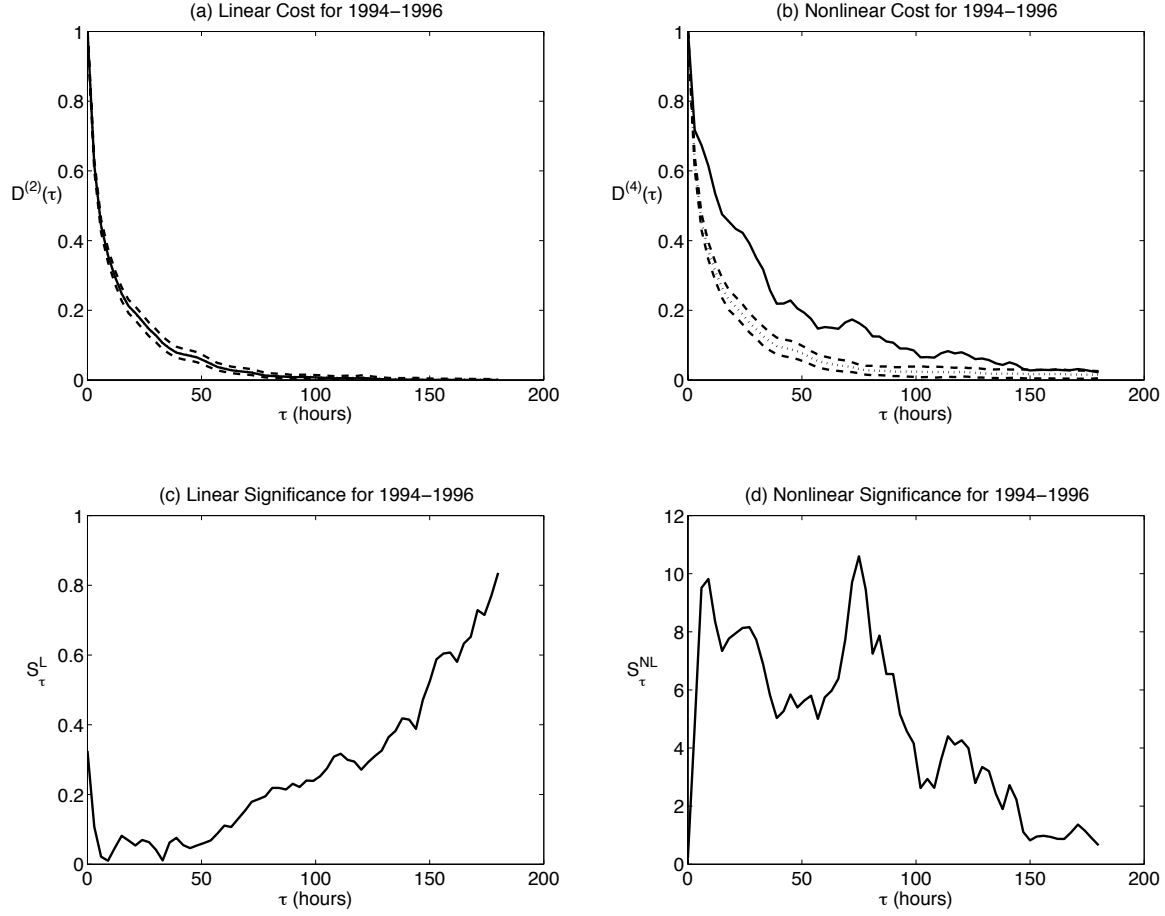 (a) Linear Cost for 1994−1996
1
0.8
0.6
D(2)(τ)
0.4
0.2
0
0 50 100 150 200
τ (hours)
(b) Nonlinear Cost for 1994−1996
1
0.8
0.6
D(4)(τ)
0.4
0.2
0
0 50 100 150 200
τ (hours)
(c) Linear Significance for 1994−1996
1
0.8
0.6
SτL
0.4
0.2
0
0 50 100 150 200
τ (hours)
(d) Nonlinear Significance for 1994−1996
12
10
8
6
SτNL
4
2
0
0 50 100 150 200
τ (hours)